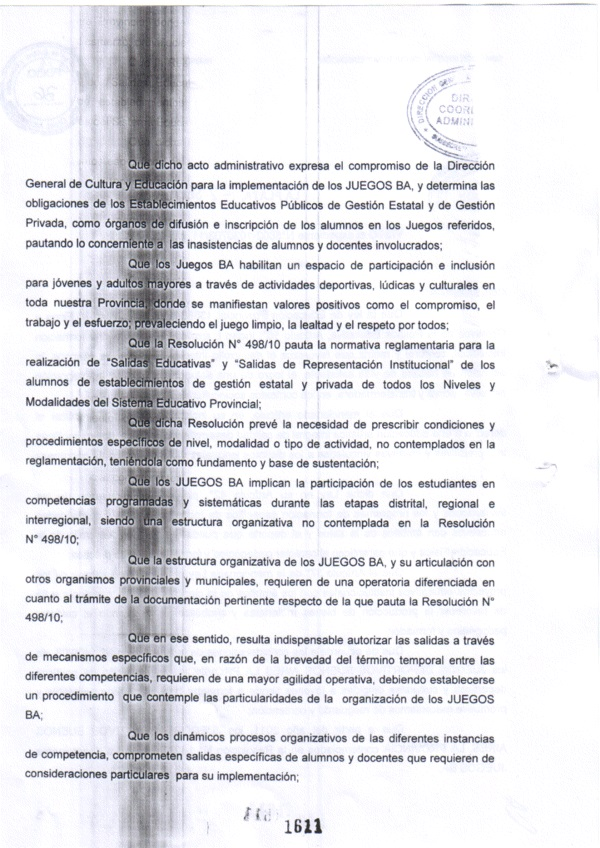 DIRECCION
DIR
COOR
ADMINI
Que dicho acto administrativo expresa el compromiso de la Dirección
General de Cultura y Educación para la implementación de los JUEGOS BA, y determina las
obligaciones de los Establecimientos Educativos Públicos de Gestión Estatal y de Gestión
Privada, como órganos de difusión e inscripción de los alumnos en los Juegos referidos,
pautando lo concerniente a las inasistencias de alumnos y docentes involucrados;
Que los Juegos BA habilitan un espacio de participación e inclusión
para jóvenes y adultos mayores a través de actividades deportivas, lúdicas y culturales en
toda nuestra Provincia, donde se manifiestan valores positivos como el compromiso, el
trabajo y el esfuerzo; prevaleciendo el juego limpio, la lealtad y el respeto por todos;
Que la Resolución N° 498/10 pauta la normativa reglamentaria para la
realización de "Salidas Educativas" y "Salidas de Representación Institucional" de los
alumnos de establecimientos de gestión estatal y privada de todos los Niveles y
Modalidades del Sistema Educativo Provincial;
Que dicha Resolución prevé la necesidad de prescribir condiciones y
procedimientos específicos de nivel, modalidad o tipo de actividad, no contemplados en la
reglamentación, teniéndola como fundamento y base de sustentación;
Que los JUEGOS BA implican la participación de los estudiantes en
competencias programadas y sistemáticas durante las etapas distrital, regional e
interregional, siendo una estructura organizativa no contemplada en la Resolución
N° 498/10;
Que la estructura organizativa de los JUEGOS BA, y su articulación con
otros organismos provinciales y municipales, requieren de una operatoria diferenciada en
cuanto al trámite de la documentación pertinente respecto de la que pauta la Resolución N°
498/10;
Que en ese sentido, resulta indispensable autorizar las salidas a través
de mecanismos específicos que, en razón de la brevedad del término temporal entre las
diferentes competencias, requieren de una mayor agilidad operativa, debiendo establecerse
un procedimiento que contemple las particularidades de la organización de los JUEGOS
BA;
Que los dinámicos procesos organizativos de las diferentes instancias
de competencia, comprometen salidas específicas de alumnos y docentes que requieren de
consideraciones particulares para su implementación;
1611